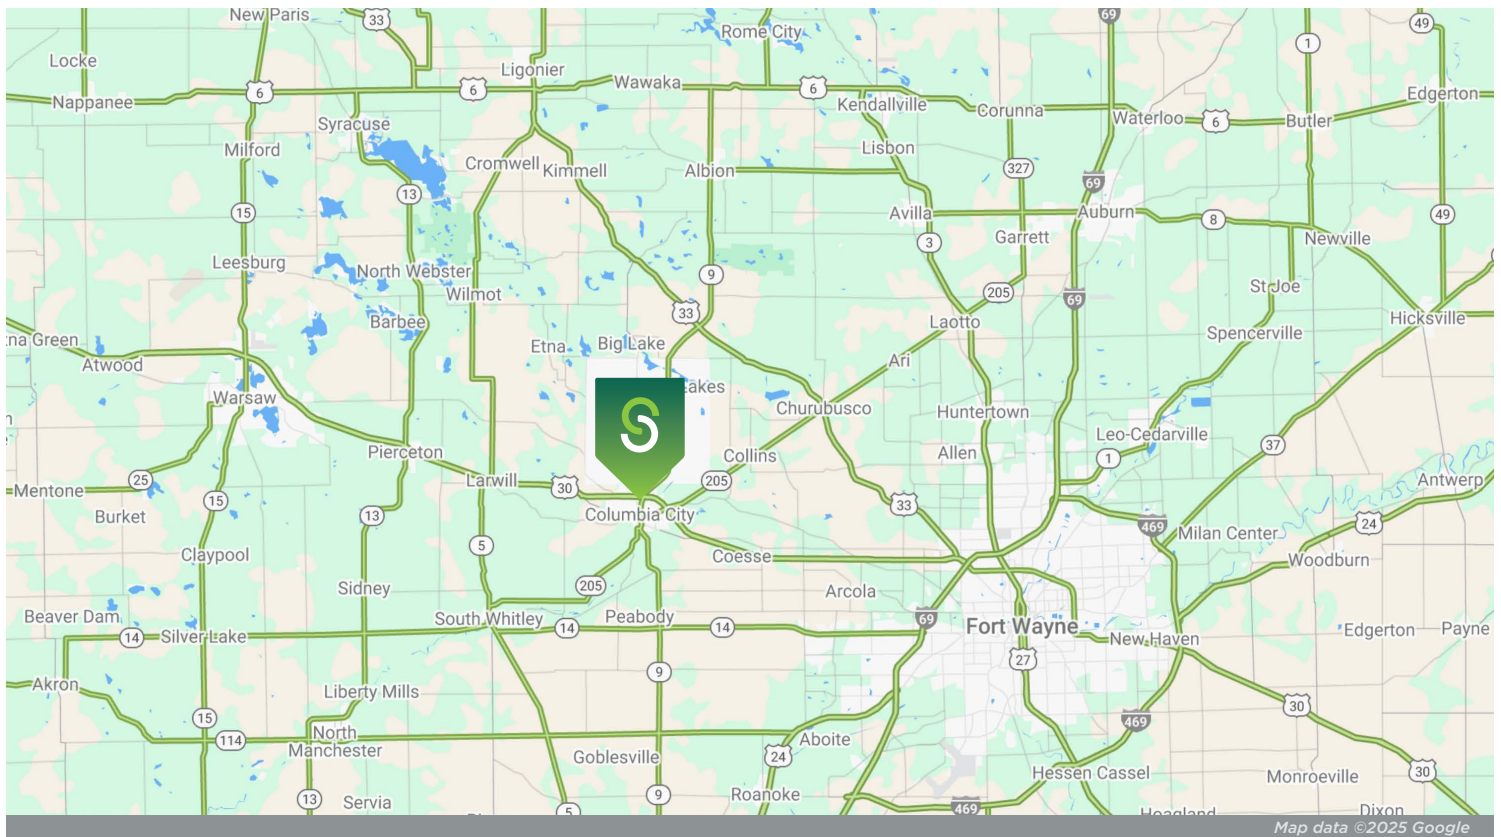 New Paris
33
69
49
Rome City
1
Locke
Ligonier
Wawaka
6
6
6
Nappanee
Kendallville
Corunna
Edgerton
Waterloo
6
Butler
Syracuse
Milford
Lisbon
Cromwell
Kimmell
Albion
327
69
13
15
Avilla
Auburn
8
49
3
Garrett
Newville
Leesburg
North Webster
9
Wilmot
205
69
St Joe
33
Barbee
Laotto
Hicksville
Spencerville
na Green
Etna
Big Lake
Atwood
Ari
akes
Warsaw
Churubusco
Huntertown
S
Leo-Cedarville
37
Pierceton
Collins
Allen
1
25
Larwill
30
205
Antwerp
Mentone
15
33
Burket
13
Columbia City
469
24
Milan Center
Claypool
5
Coesse
Woodburn
Sidney
205
Arcola
Beaver Dam
South Whitley
Peabody
69
14
Silver Lake
14
14
Fort Wayne
New Haven
Edgerton
Payne
27
9
Akron
Liberty Mills
30
15
469
114
North
Manchester
Aboite
Goblesville
24
Hessen Cassel
Monroeville
30
13
Servia
9
Roanoke
5
469
Hoagland
Dixon
Map data ©2025 Google